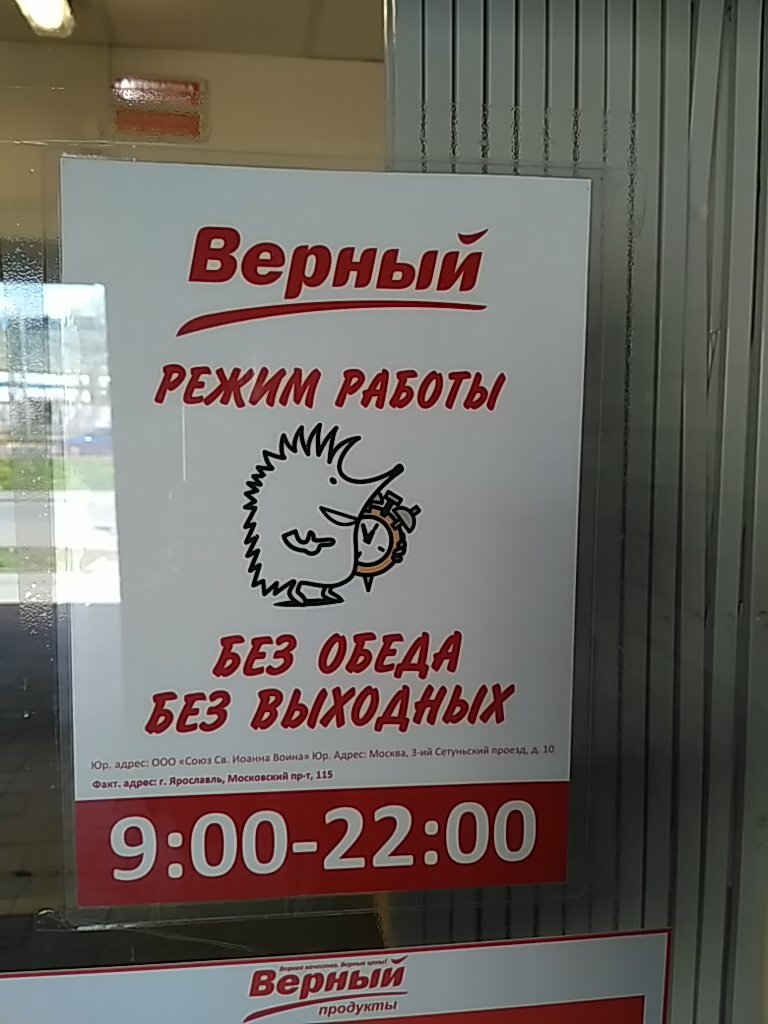 Верный
РЕЖИМ РАБОТЫ
БЕЗ ОБЕДА
БЕЗ ВЫХОДНЫХ
Юр. адрес: ООО «Союз Св. Иоанна Воина» Юр. Адрес: Москва, 3-ий Сетуньский проезд, д. 10
Факт. адрес: г. Ярославль, Московский пр-т, 115
9:00-22:00
Верное качество. Верные цены!
Верный
продукты